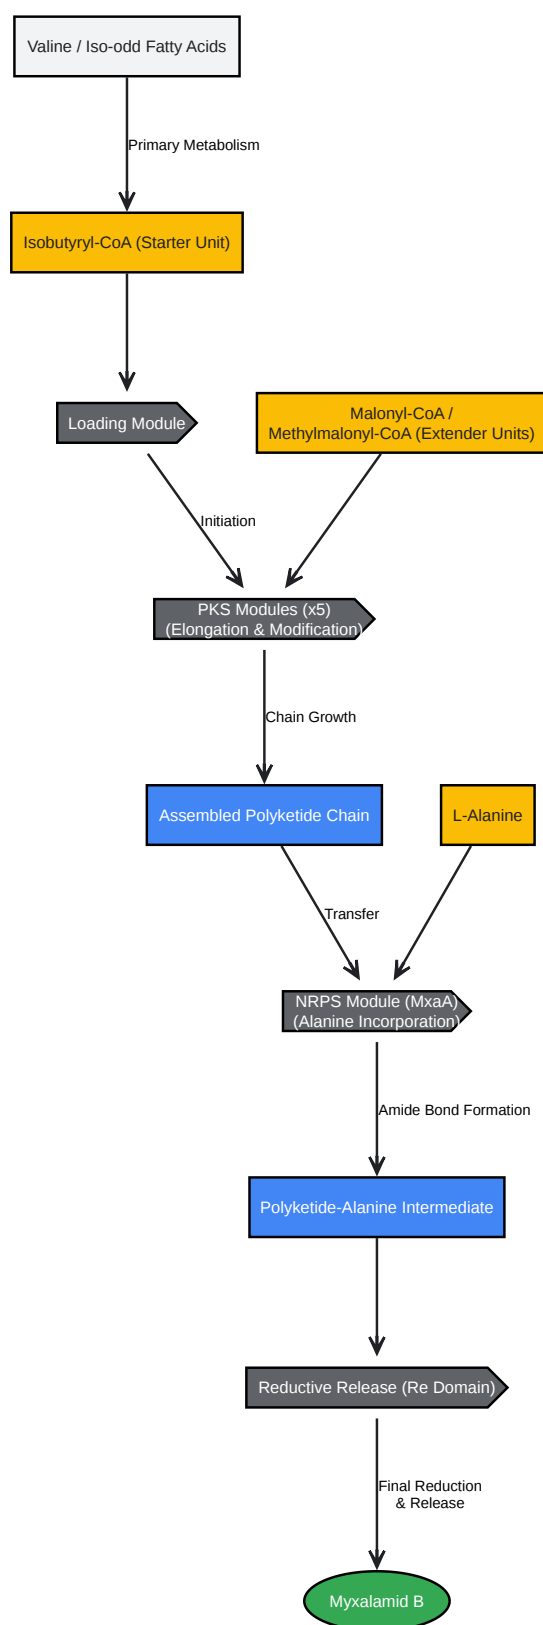 Valine / Iso-odd Fatty Acids
Primary Metabolism
Isobutyryl-CoA (Starter Unit)
Loading Module
Malonyl-CoA /
Methylmalonyl-CoA (Extender Units)
Initiation
PKS Modules (x5)
(Elongation & Modification)
Chain Growth
Assembled Polyketide Chain
L-Alanine
Transfer
NRPS Module (MxaA)
(Alanine Incorporation)
Amide Bond Formation
Polyketide-Alanine Intermediate
Reductive Release (Re Domain)
Final Reduction
& Release
Myxalamid B